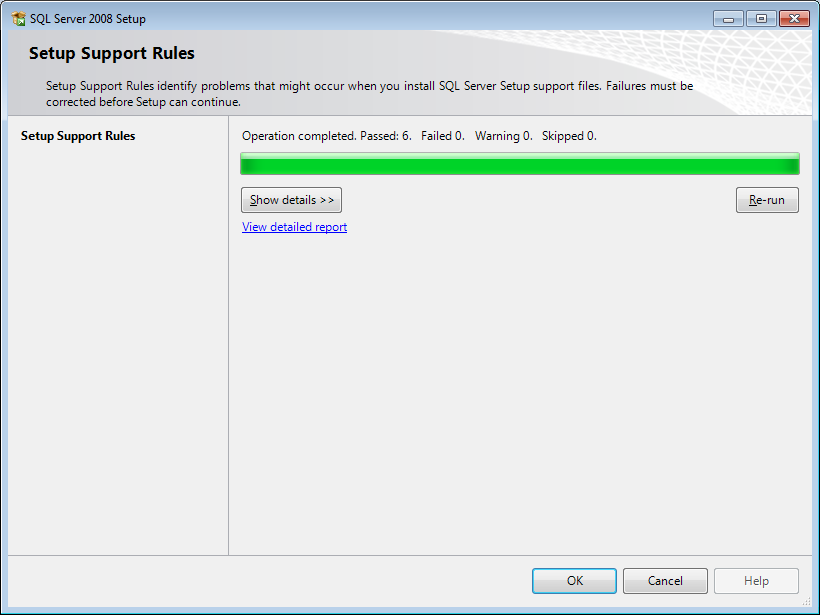 SQL Server 2008 Setup
Setup Support Rules
Setup Support Rules identify problems that might occur when you install SQL Server Setup support files. Failures must be
corrected before Setup can continue.
Setup Support Rules
Operation completed. Passed: 6. Failed 0. Warning 0. Skipped 0.
Show details >>
Re-run
View detailed report
OK
Cancel
Help